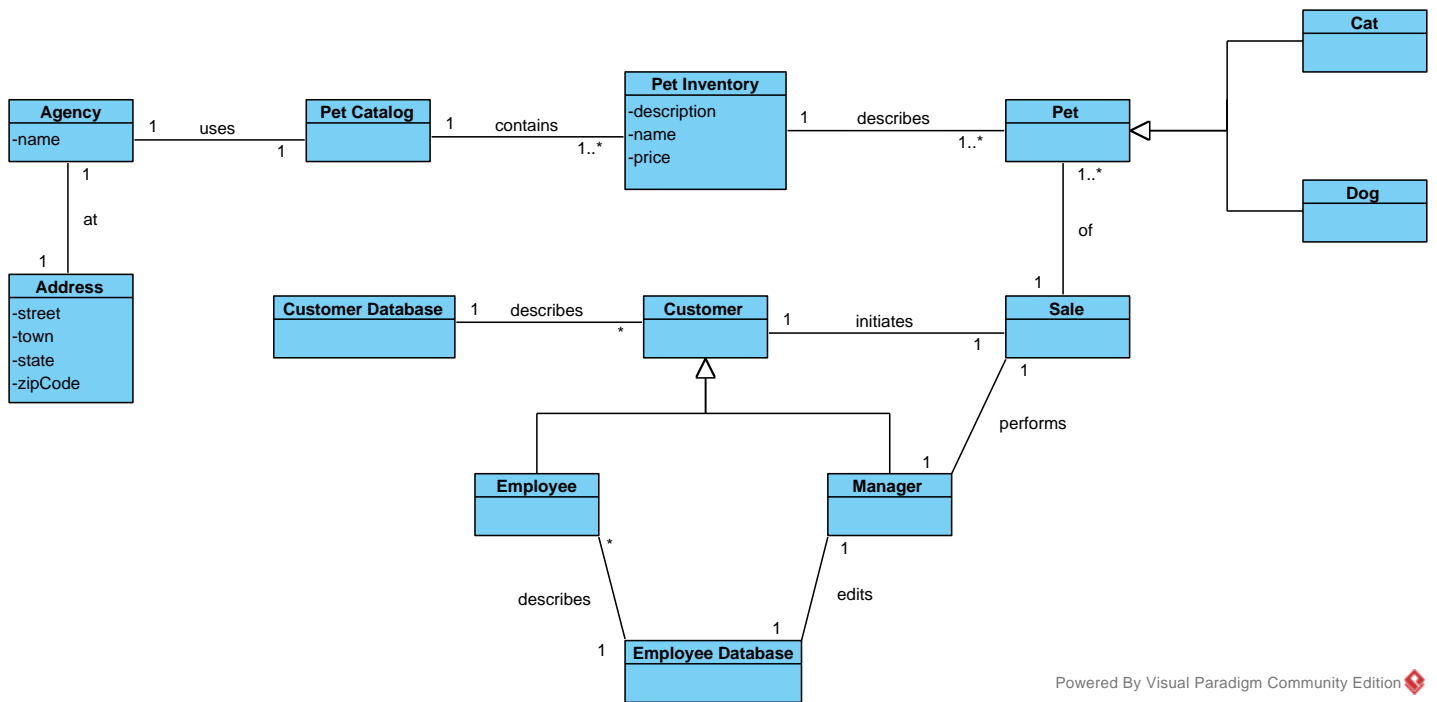 Cat
Pet Inventory
-description
-name
-price
Agency
-name
1
uses
1
Pet Catalog
1
contains
1..*
1
describes
1..*
Pet
1
at
1
1..*
of
1
Dog
Address
-street
-town
-state
-zipCode
Customer Database
1
describes
*
Customer
1
initiates
1
Sale
1
performs
1
Employee
Manager
*
describes
1
1
edits
1
Employee Database
Powered By Visual Paradigm Community Edition